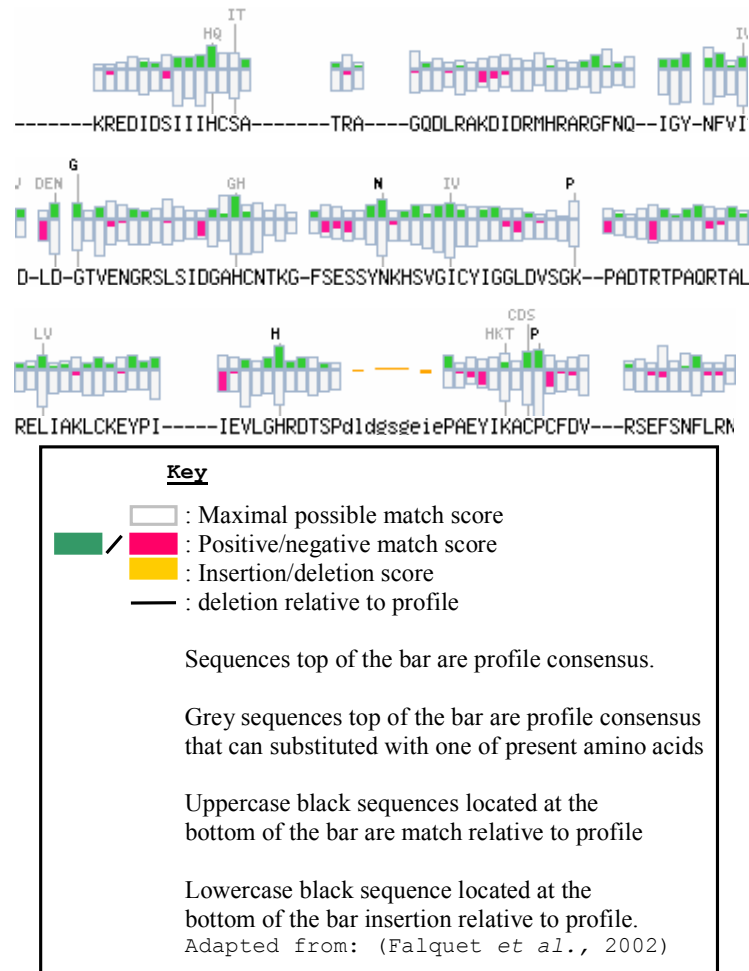 IT
HQ
IV
-------KREDIDSIIIHCSA-------TRA----GQDLRAKDIDRMHRARGFNQ--IGY-NFVI
G
DEN GH N IV P
D-LD-GTVENGRSLSIDGAHCNTKG-FSESSYNKHSVGICYIGGLDVSGK--PADTRTPAQRTAL
CDS
LV H HKT P
RELIAKLCKEYPI-----IEVLGHRDTSPdldgsgeiePAEYIKACPCFDV---RSEFSNFLRN
Key
: Maximal possible match score
/ : Positive/negative match score
: Insertion/deletion score
: deletion relative to profile
Sequences top of the bar are profile consensus.
Grey sequences top of the bar are profile consensus
that can substituted with one of present amino acids
Uppercase black sequences located at the
bottom of the bar are match relative to profile
Lowercase black sequence located at the
bottom of the bar insertion relative to profile.
Adapted from: (Falquet et al., 2002)